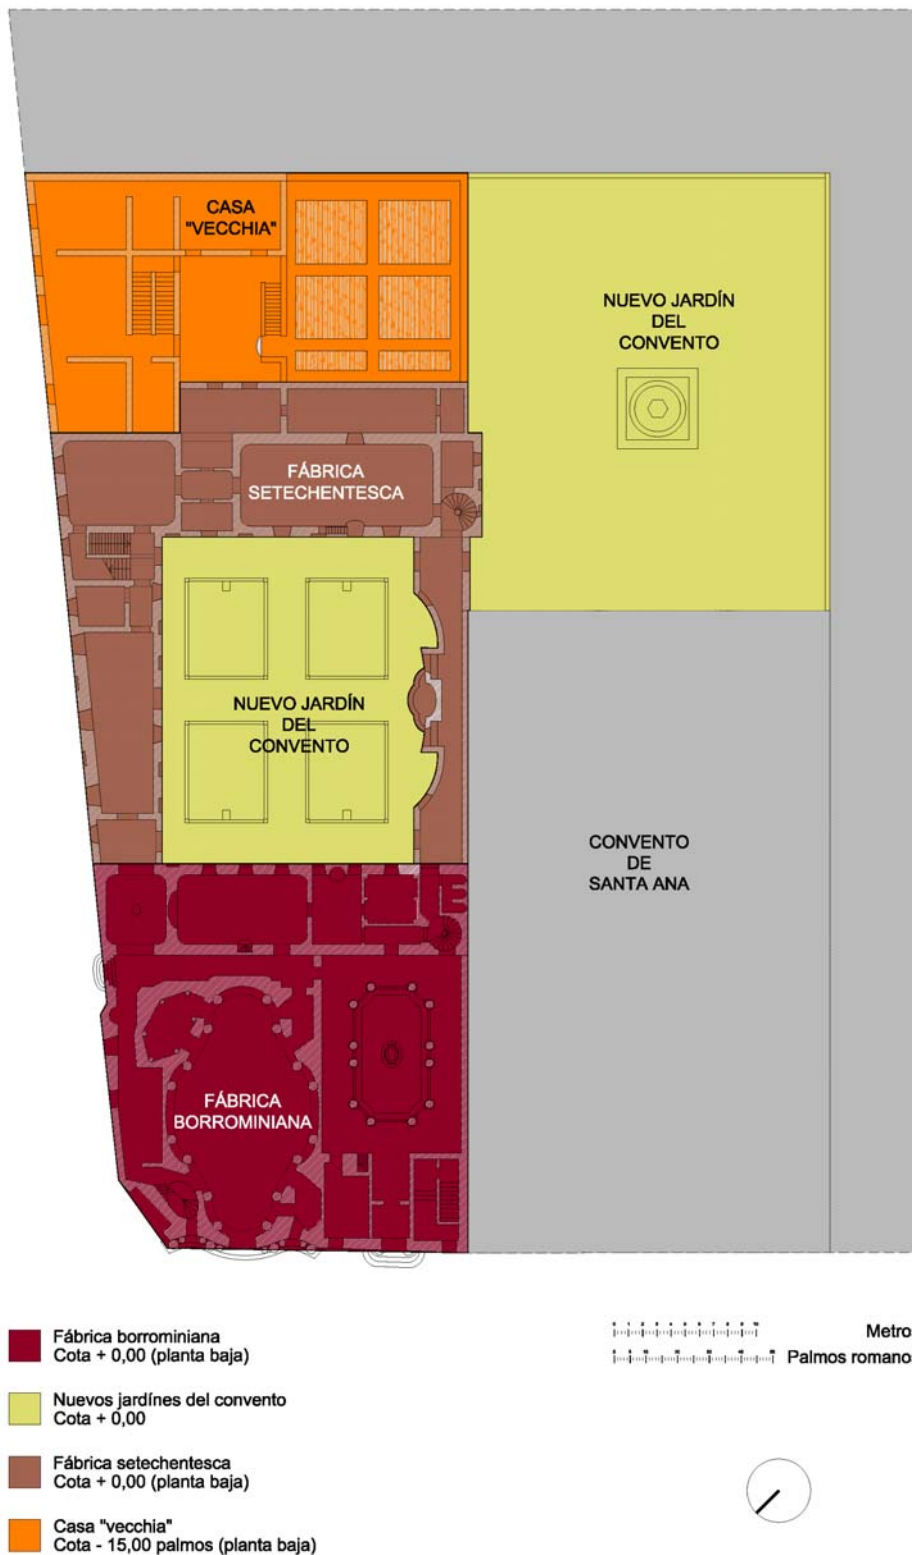 CASA
"VECCHIA"
NUEVO JARDÍN
DEL
CONVENTO
FÁBRICA
SETECHENTESCA
NUEVO JARDÍN
DEL
CONVENTO
CONVENTO
DE
SANTA ANA
FÁBRICA
BORROMINIANA
Fábrica borrominiana
Cota + 0,00 (planta baja)
Nuevos jardínes del convento
Cota + 0,00
Fábrica setechentesca
Cota + 0,00 (planta baja)
Casa "vecchia"
Cota - 15,00 palmos (planta baja)
Metro
Palmos romano